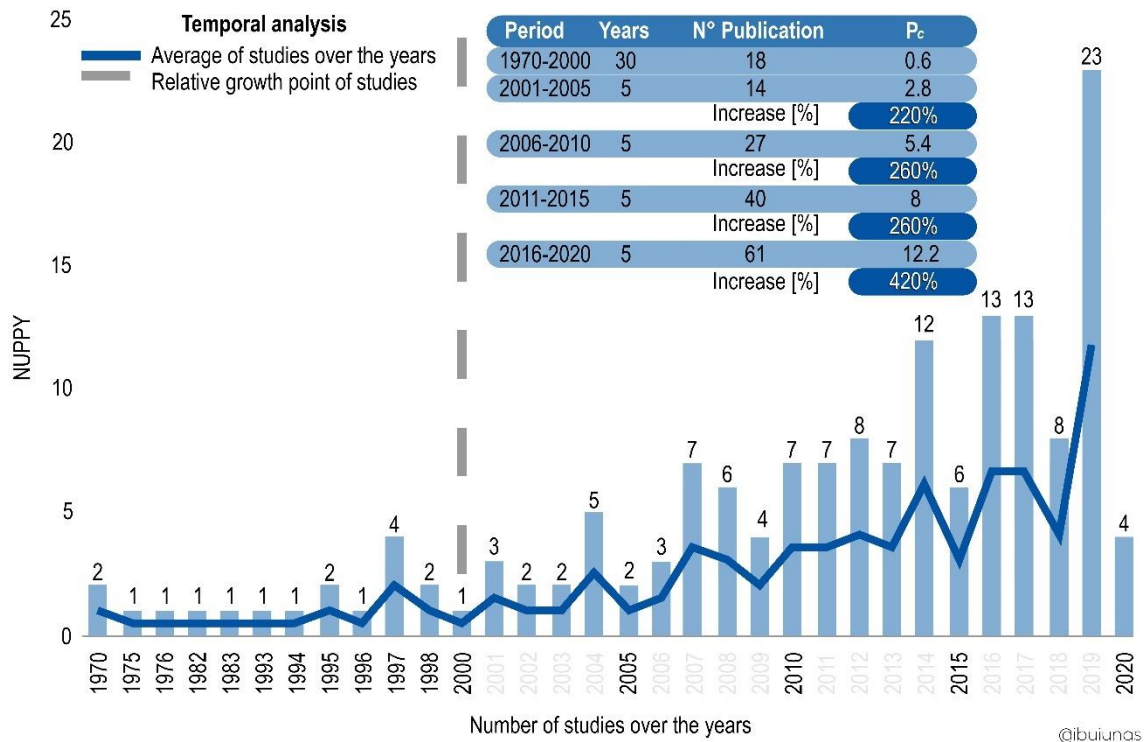 Temporal analysis
Average of studies over the years
Relative growth point of studies
Period Years N° Publication Pc
1970-2000 30 18 0.6
2001-2005 5 14 2.8
Increase [%] 220%
2006-2010 5 27 5.4
Increase [%] 260%
2011-2015 5 40 8
Increase [%] 260%
2016-2020 5 61 12.2
Increase [%] 420%
NUPPY
25
20
15
10
5
0
2 1 1 1 1 1 1 2 1 4 2 1 3 2 2 5 2 3 7 6 4 7 7 8 7 12 6 13 13 8 23 4
1970 1975 1976 1982 1983 1993 1994 1995 1996 1997 1998 2000 2001 2002 2003 2004 2005 2006 2007 2008 2009 2010 2011 2012 2013 2014 2015 2016 2017 2018 2019 2020
Number of studies over the years
@ibuiunas